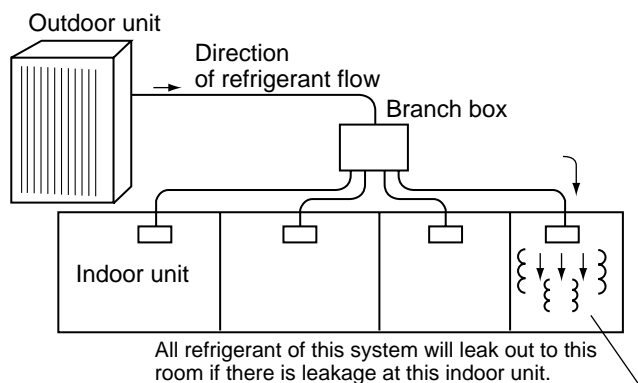 Outdoor unit
Direction
of refrigerant flow
Branch box
Indoor unit
All refrigerant of this system will leak out to this
room if there is leakage at this indoor unit.